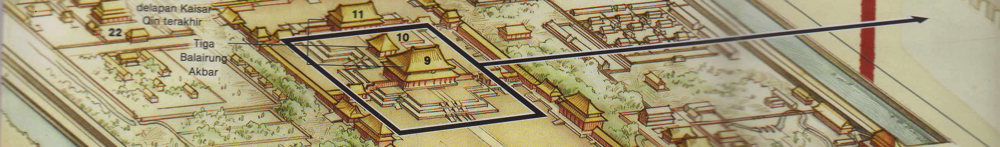 delapan Kaisar
Qin terakhir
22
11
Tiga
Balairung
Akbar
10
9